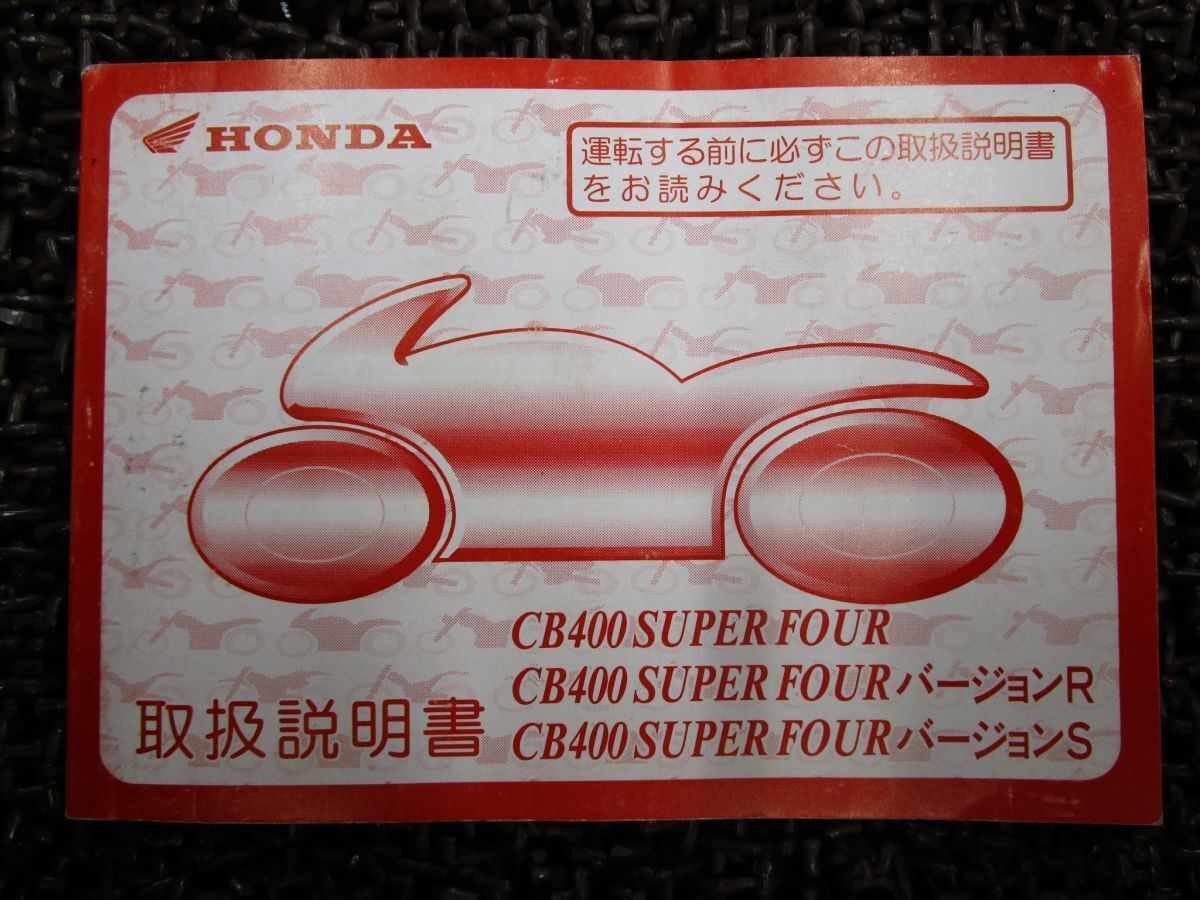 HONDA
運転する前に必ずこの取扱説明書
をお読みください。
CB400 SUPER FOUR
CB400 SUPER FOUR バージョンR
CB400 SUPER FOUR バージョンS
取扱説明書